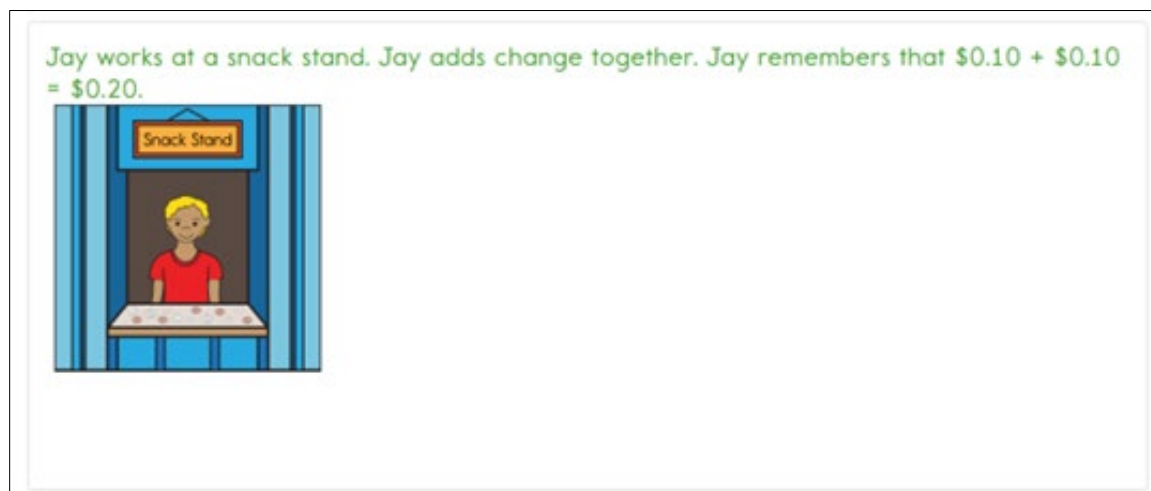 Jay works at a snack stand. Jay adds change together. Jay remembers that $0.10 + $0.10
= $0.20.
Snack Stand